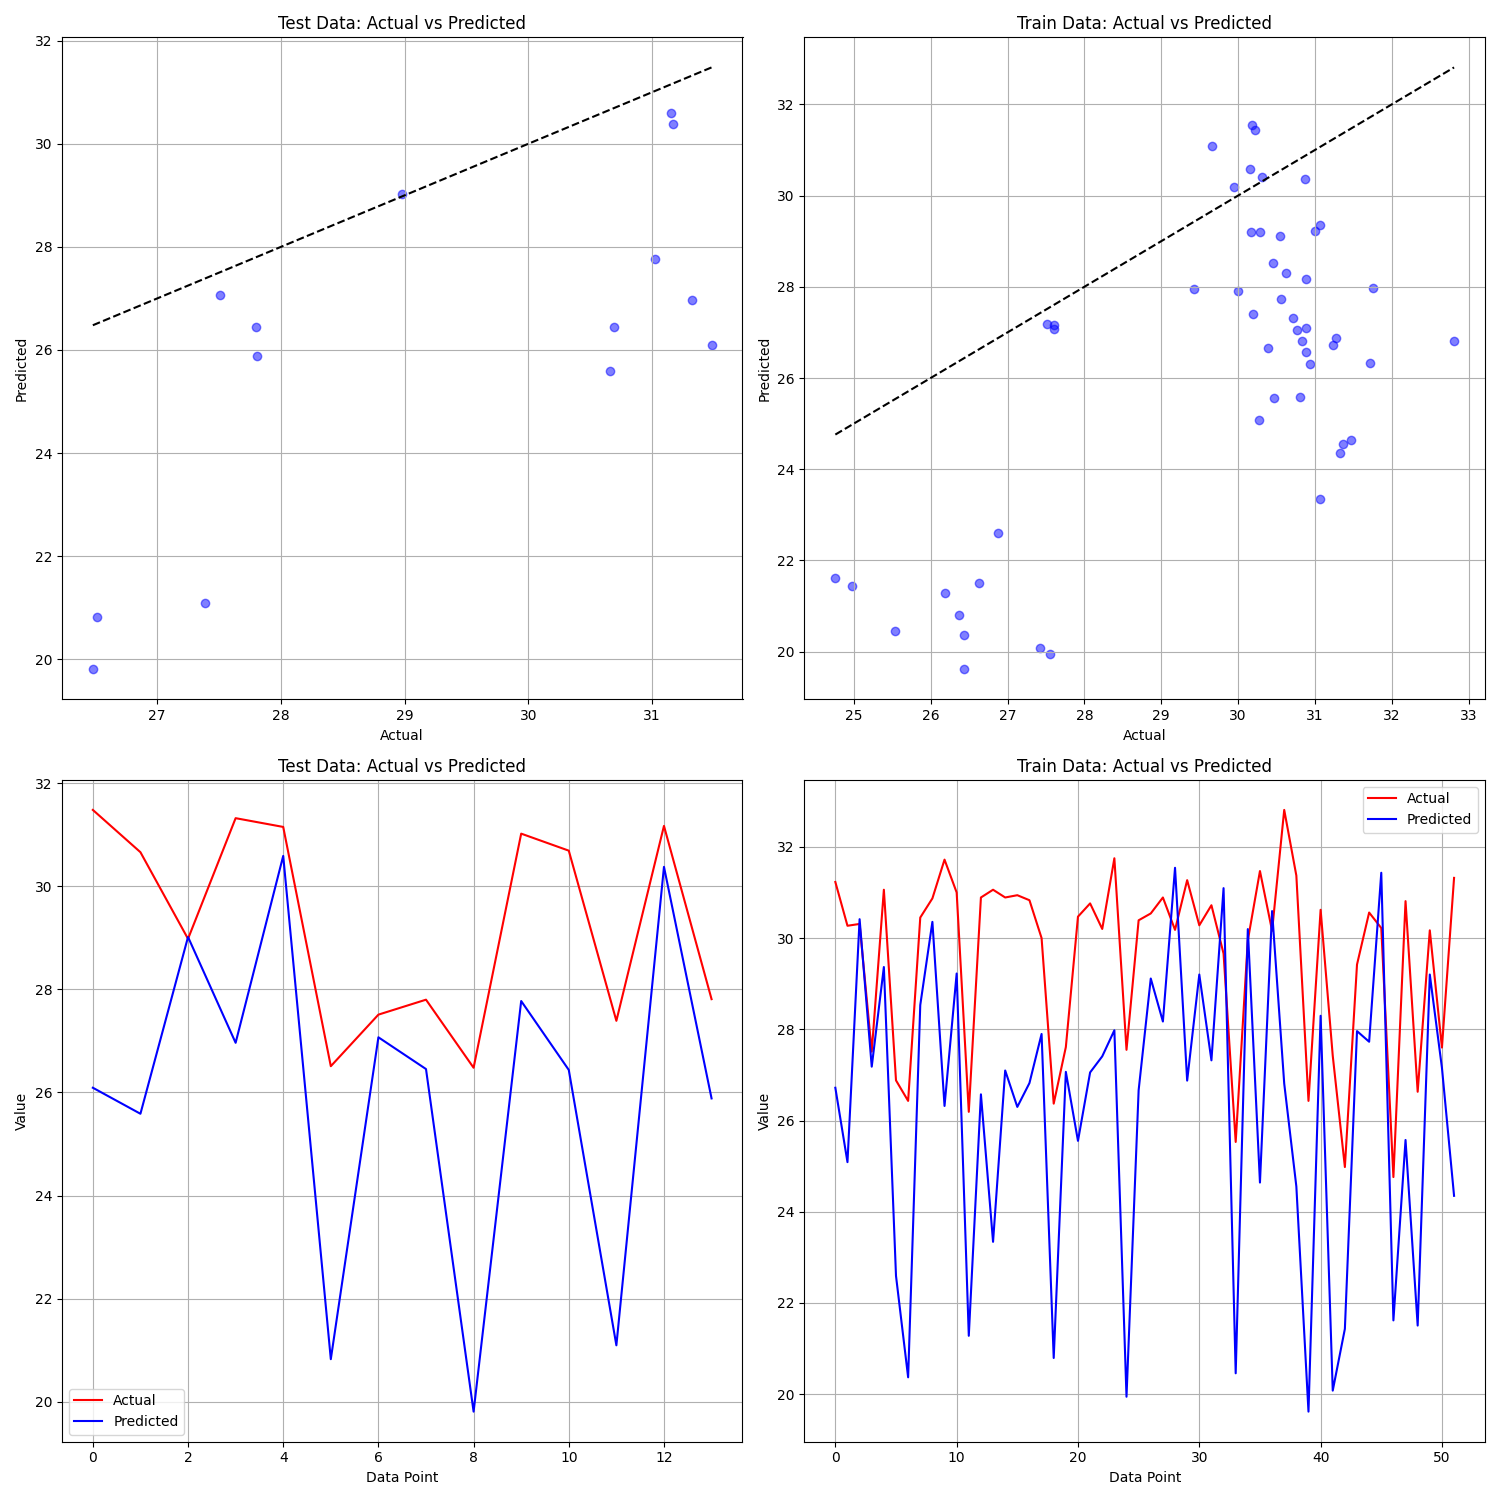 Test Data: Actual vs Predicted
32
30
28
26
24
22
20
Predicted
27 28 29 30 31
Actual
Train Data: Actual vs Predicted
32
30
28
26
24
22
20
Predicted
25 26 27 28 29 30 31 32 33
Actual
Test Data: Actual vs Predicted
32
30
28
26
24
22
20
Value
Actual
Predicted
0 2 4 6 8 10 12
Data Point
Train Data: Actual vs Predicted
Actual
Predicted
32
30
28
26
24
22
20
Value
0 10 20 30 40 50
Data Point